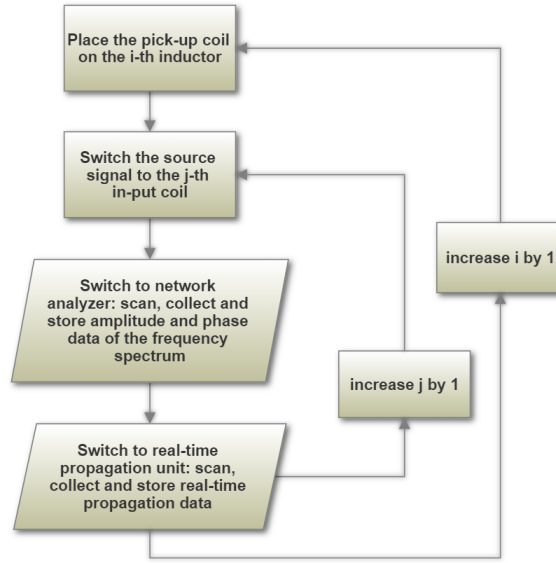 Place the pick-up coil
on the i-th inductor
Switch the source
signal to the j-th
in-put coil
Switch to network
analyzer: scan, collect and
store amplitude and phase
data of the frequency
spectrum
increase i by 1
increase j by 1
Switch to real-time
propagation unit: scan,
collect and store real-time
propagation data